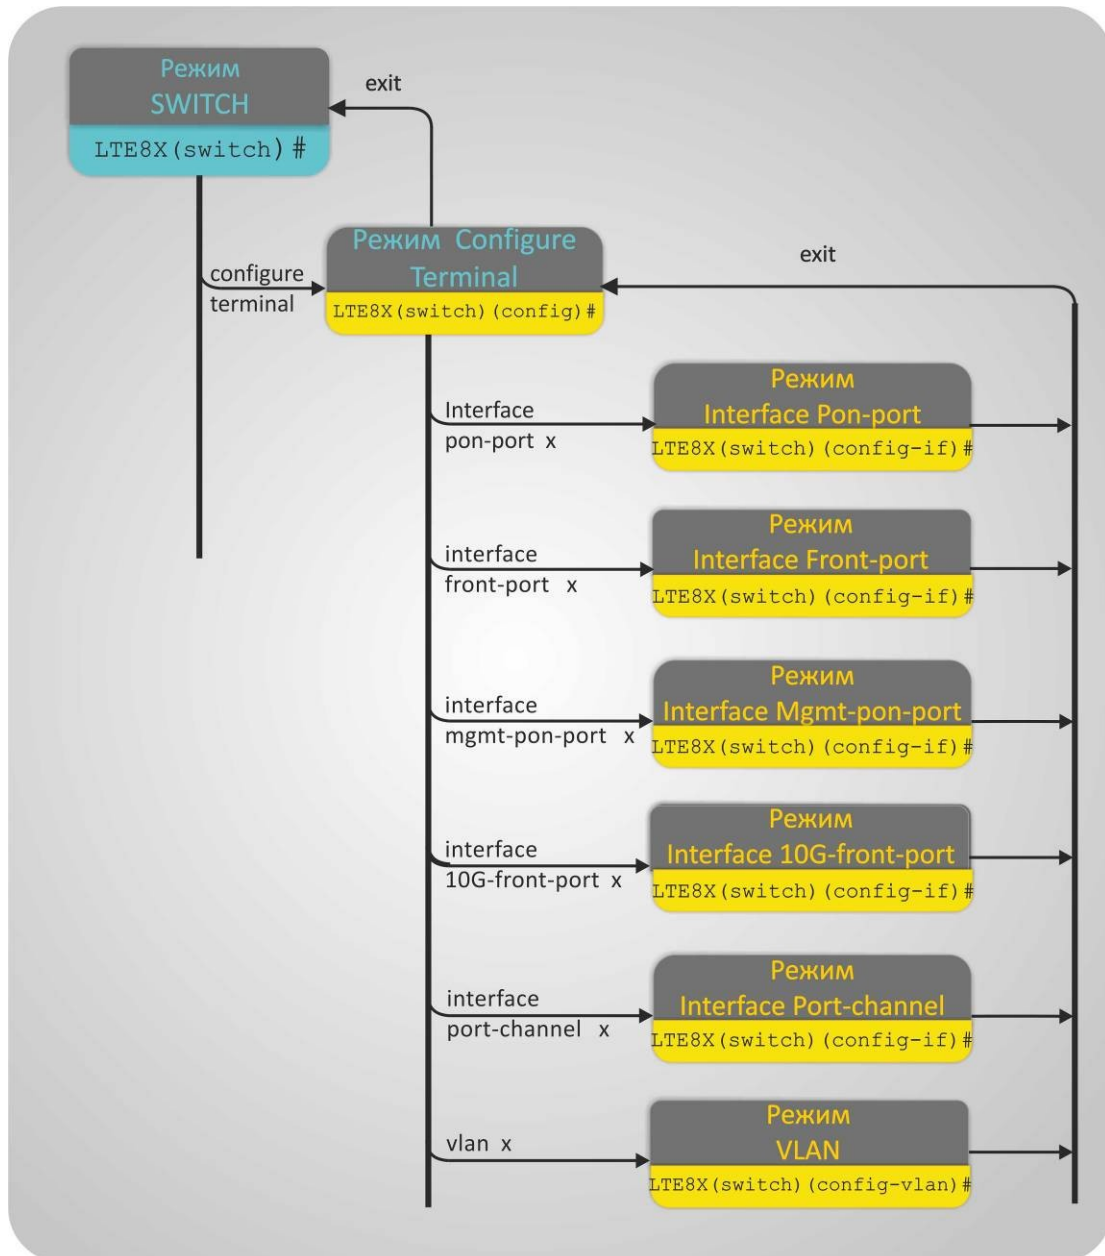 Режим
SWITCH
LTE8X(switch)#
exit
Режим Configure
Terminal
LTE8X(switch)(config)#
configure
terminal
exit
Interface
pon-port x
Режим
Interface Pon-port
LTE8X(switch)(config-if)#
interface
front-port x
Режим
Interface Front-port
LTE8X(switch)(config-if)#
interface
mgmt-pon-port x
Режим
Interface Mgmt-pon-port
LTE8X(switch)(config-if)#
interface
10G-front-port x
Режим
Interface 10G-front-port
LTE8X(switch)(config-if)#
interface
port-channel x
Режим
Interface Port-channel
LTE8X(switch)(config-if)#
vlan x
Режим
VLAN
LTE8X(switch)(config-vlan)#